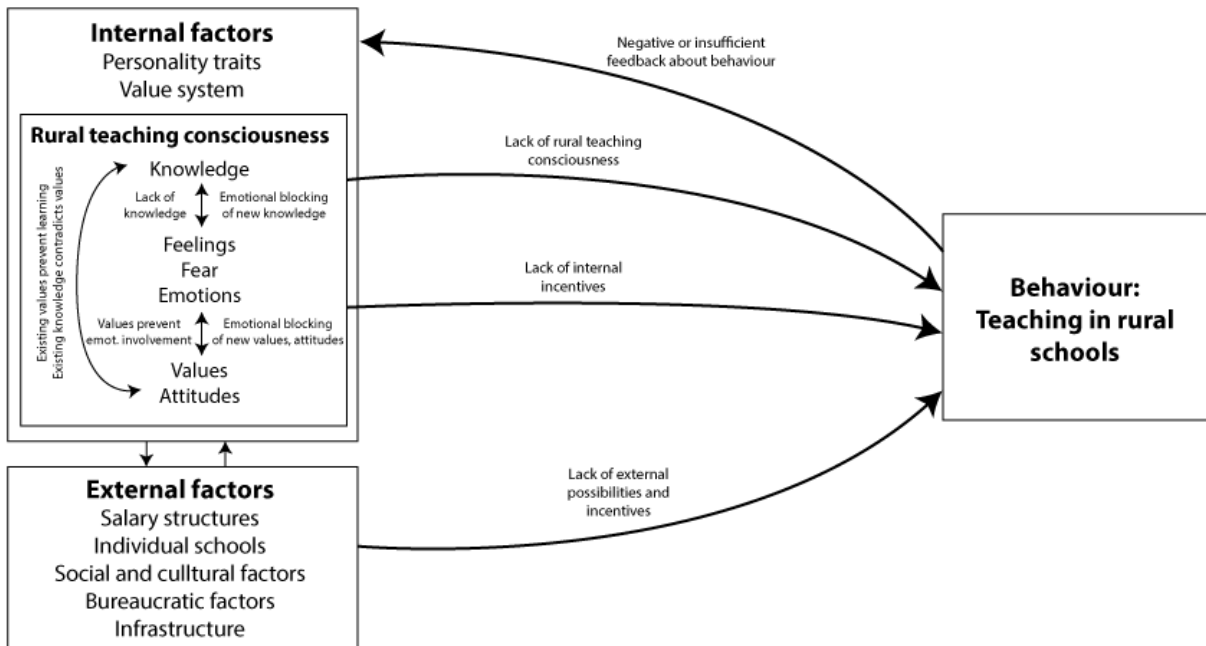 Internal factors
Personality traits
Value system
Rural teaching consciousness
Knowledge
Lack of
knowledge
Emotional blocking
of new knowledge
Feelings
Fear
Emotions
Values prevent
emot. involvement
Emotional blocking
of new values, attitudes
Values
Attitudes
Existing values prevent learning
Existing knowledge contradicts values
External factors
Salary structures
Individual schools
Social and culltural factors
Bureaucratic factors
Infrastructure
Negative or insufficient
feedback about behaviour
Lack of rural teaching
consciousness
Lack of internal
incentives
Lack of external
possibilities and
incentives
Behaviour:
Teaching in rural
schools